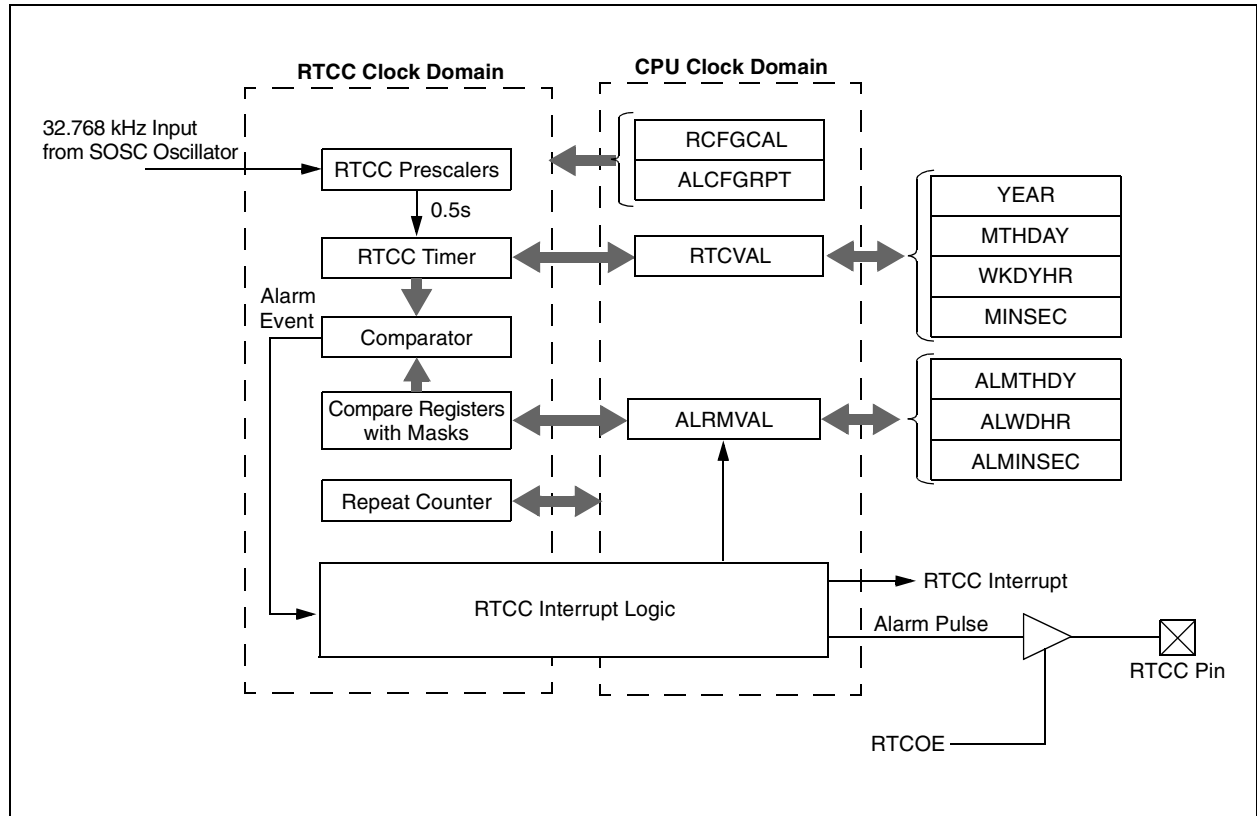 RTCC Clock Domain
CPU Clock Domain
32.768 kHz Input
from SOSC Oscillator
RTCC Prescalers
0.5s
RTCC Timer
Alarm
Event
Comparator
Compare Registers
with Masks
Repeat Counter
RTCC Interrupt Logic
RCFGCAL
ALCFGRPT
RTCVAL
ALRMVAL
YEAR
MTHDAY
WKDYHR
MINSEC
ALMTHDY
ALWDHR
ALMINSEC
RTCC Interrupt
Alarm Pulse
RTCC Pin
RTCOE